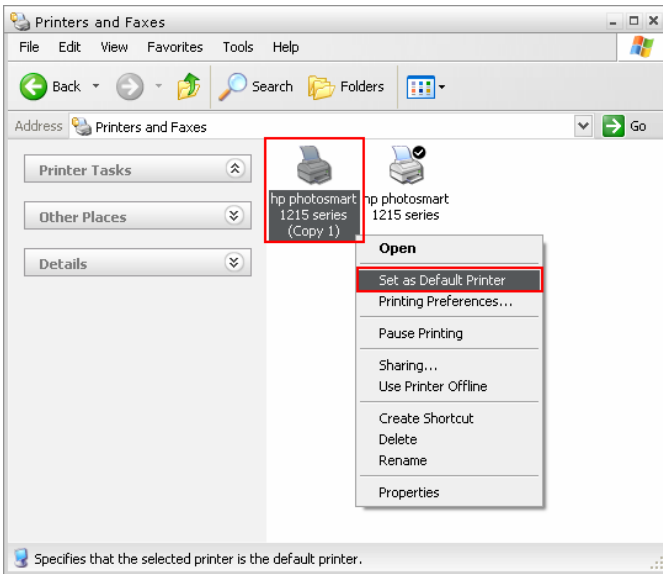 Printers and Faxes
File Edit View Favorites Tools Help
Back Search Folders
Address Printers and Faxes Go
Printer Tasks
Other Places
Details
hp photosmart
1215 series
(Copy 1)
hp photosmart
1215 series
Open
Set as Default Printer
Printing Preferences...
Pause Printing
Sharing...
Use Printer Offline
Create Shortcut
Delete
Rename
Properties
Specifies that the selected printer is the default printer.